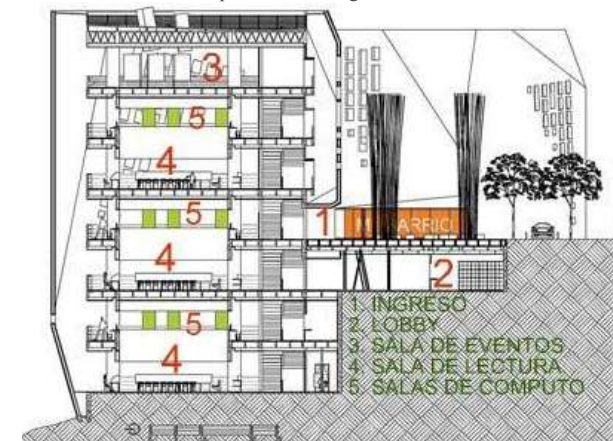 3
5
4
5
4
1
2
5
4
1. INGRESO
2. LOBBY
3. SALA DE EVENTOS
4. SALA DE LECTURA
5. SALAS DE COMPUTO